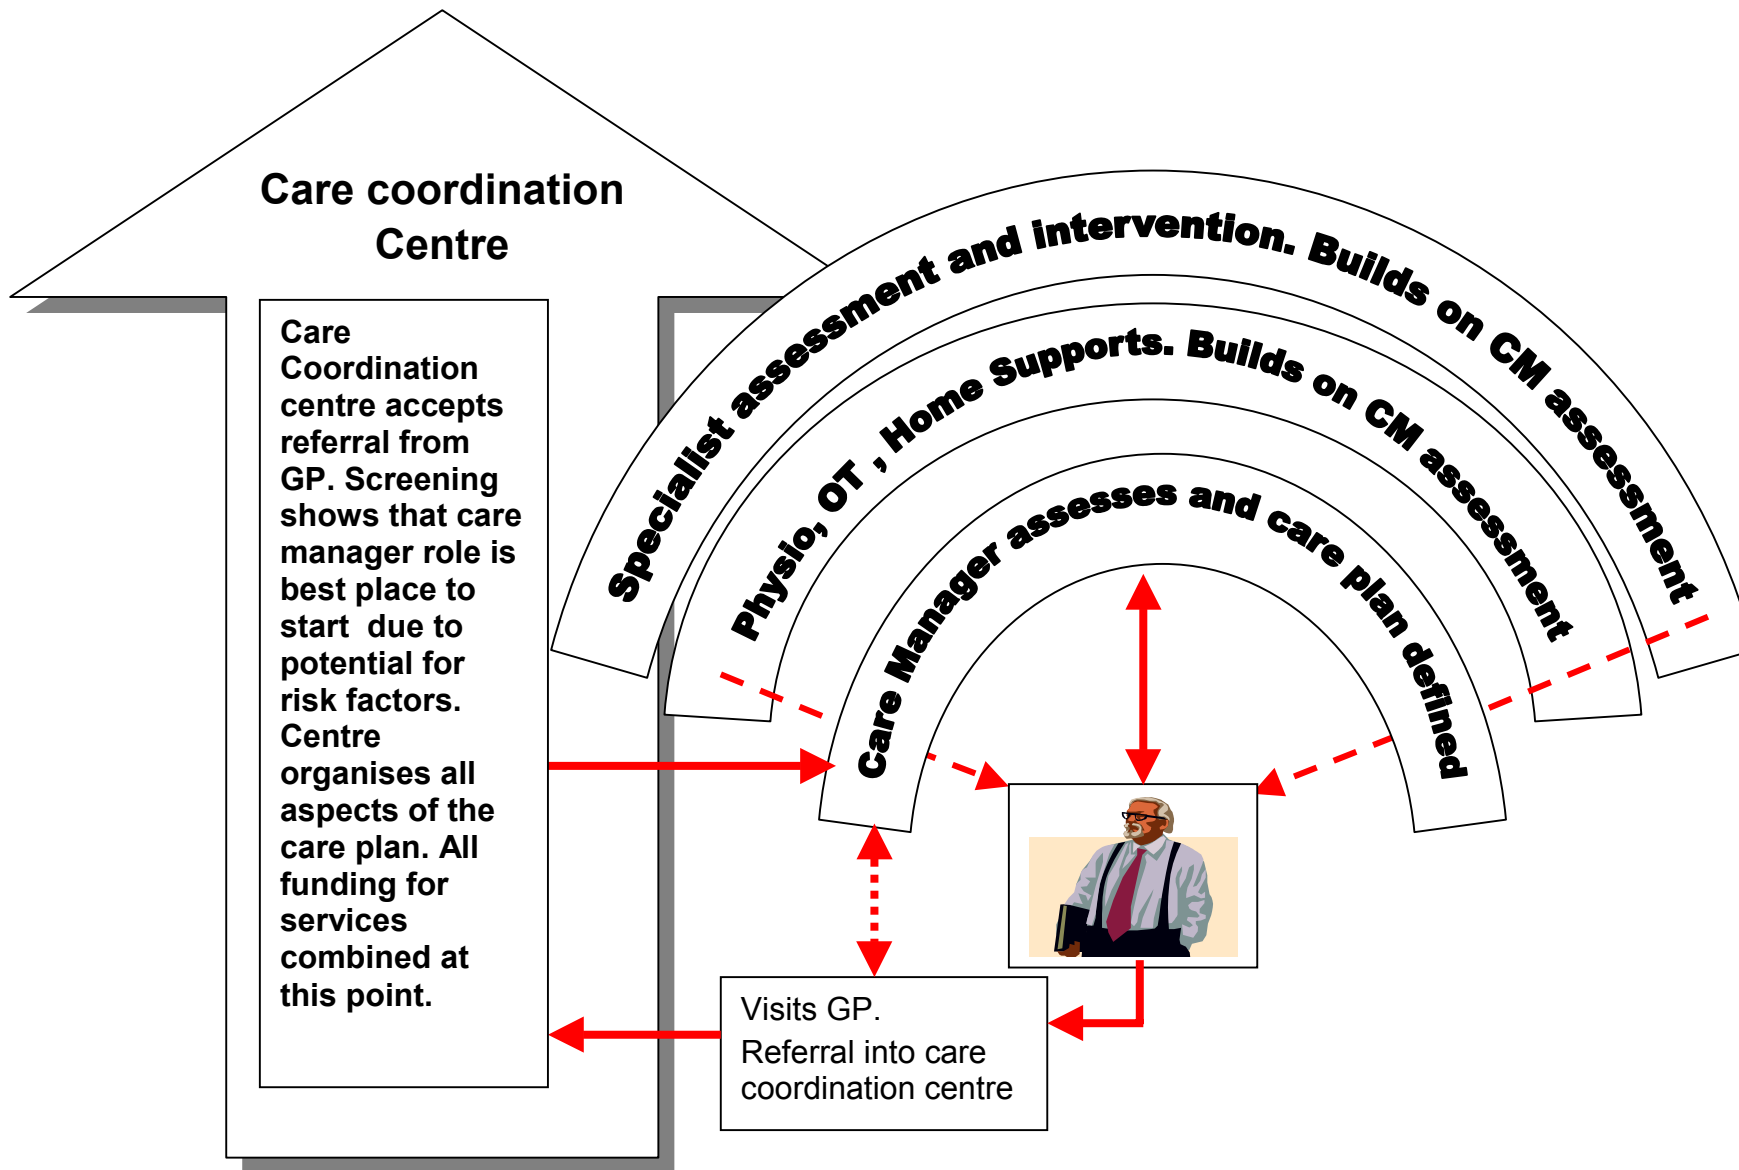 Care coordination
Centre
Care
Coordination
centre accepts
referral from
GP. Screening
shows that care
manager role is
best place to
start due to
potential for
risk factors.
Centre
organises all
aspects of the
care plan. All
funding for
services
combined at
this point.
Specialist assessment and intervention. Builds on CM assessment
Physio, OT , Home Supports. Builds on CM assessment
Care Manager assesses and care plan defined
Visits GP.
Referral into care
coordination centre